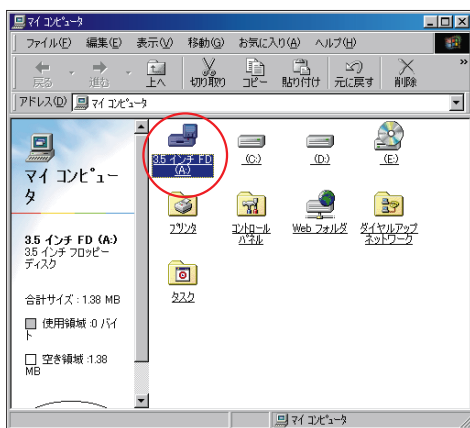 マイ コンピュータ
ファイル(F) 編集(E) 表示(V) 移動(G) お気に入り(A) ヘルプ(H)
戻る 進む 上へ 切り取り コピー 貼り付け 元に戻す 削除 »
アドレス(D) マイ コンピュータ
マイ コンピュー
タ
3.5 インチ FD (A:)
3.5 インチ フロッピー
ディスク
合計サイズ : 1.38 MB
使用領域 :0 バイ
ト
空き領域 :1.38
MB
3.5 インチ FD
(A:)
(C:)
(D:)
(E:)
プリンタ
コントロール
パネル
Web フォルダ
ダイヤルアップ
ネットワーク
タスク
マイ コンピュータ